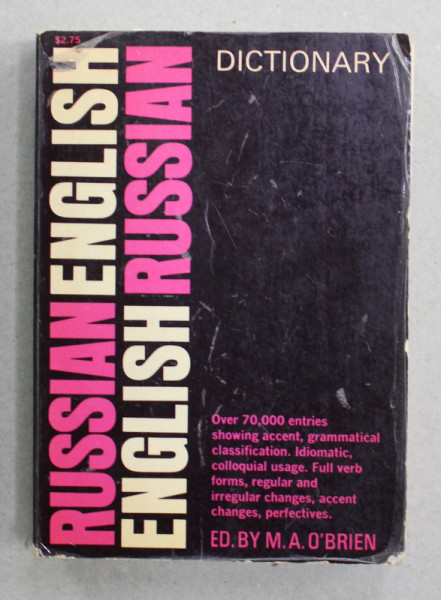 $2.75
RUSSIAN ENGLISH
ENGLISH RUSSIAN
DICTIONARY
Over 70,000 entries
showing accent, grammatical
classification. Idiomatic,
colloquial usage. Full verb
forms, regular and
irregular changes, accent
changes, perfectives.
ED. BY M. A. O'BRIEN